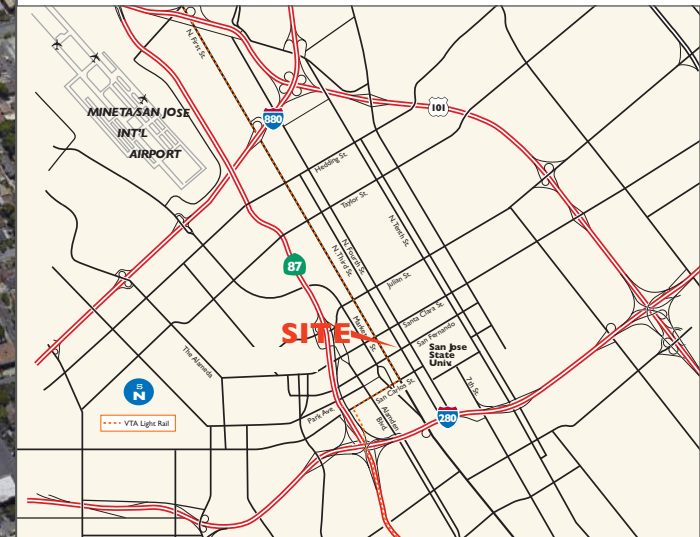 N. First St.
MINETA/SAN JOSE
INT'L
AIRPORT
101
880
Hedding St.
Taylor St.
N. Tenth St.
N. Fourth St.
N. Third St.
87
Julian St.
Santa Clara St.
SITE
Market St.
San Fernando
San Jose
State
Univ.
The Alameda
7th St.
San Carlos St.
S
N
Park Ave.
Almaden
Blvd.
280
VTA Light Rail